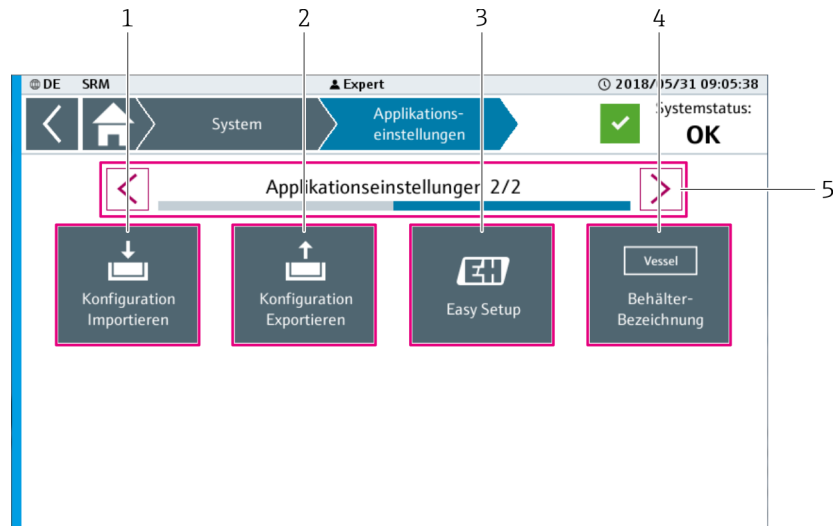 1 2 3 4
DE SRM Expert 2018/05/31 09:05:38
System
Applikations-
einstellungen
Systemstatus:
OK
Applikationseinstellungen 2/2
5
Konfiguration
Importieren
Konfiguration
Exportieren
EH
Easy Setup
Vessel
Behälter-
Bezeichnung